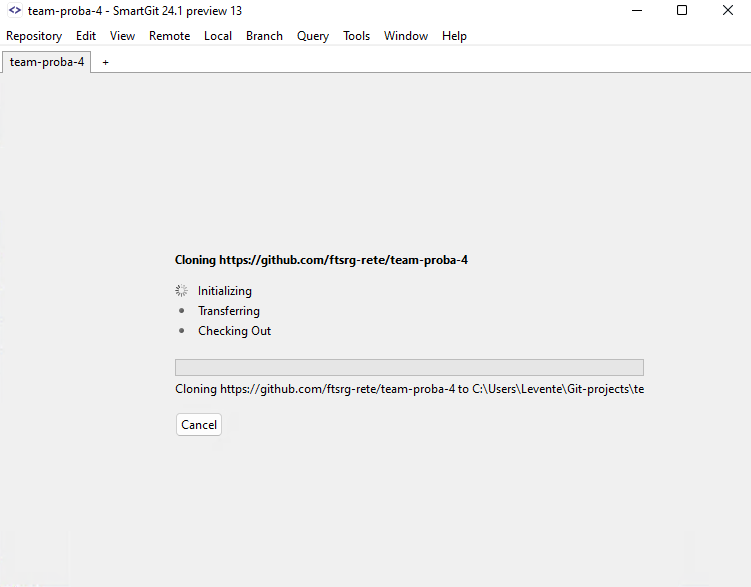 team-proba-4 - SmartGit 24.1 preview 13
Repository Edit View Remote Local Branch Query Tools Window Help
team-proba-4 +
Cloning https://github.com/ftsrg-rete/team-proba-4
Initializing
Transferring
Checking Out
Cloning https://github.com/ftsrg-rete/team-proba-4 to C:\Users\Levente\Git-projects\te
Cancel